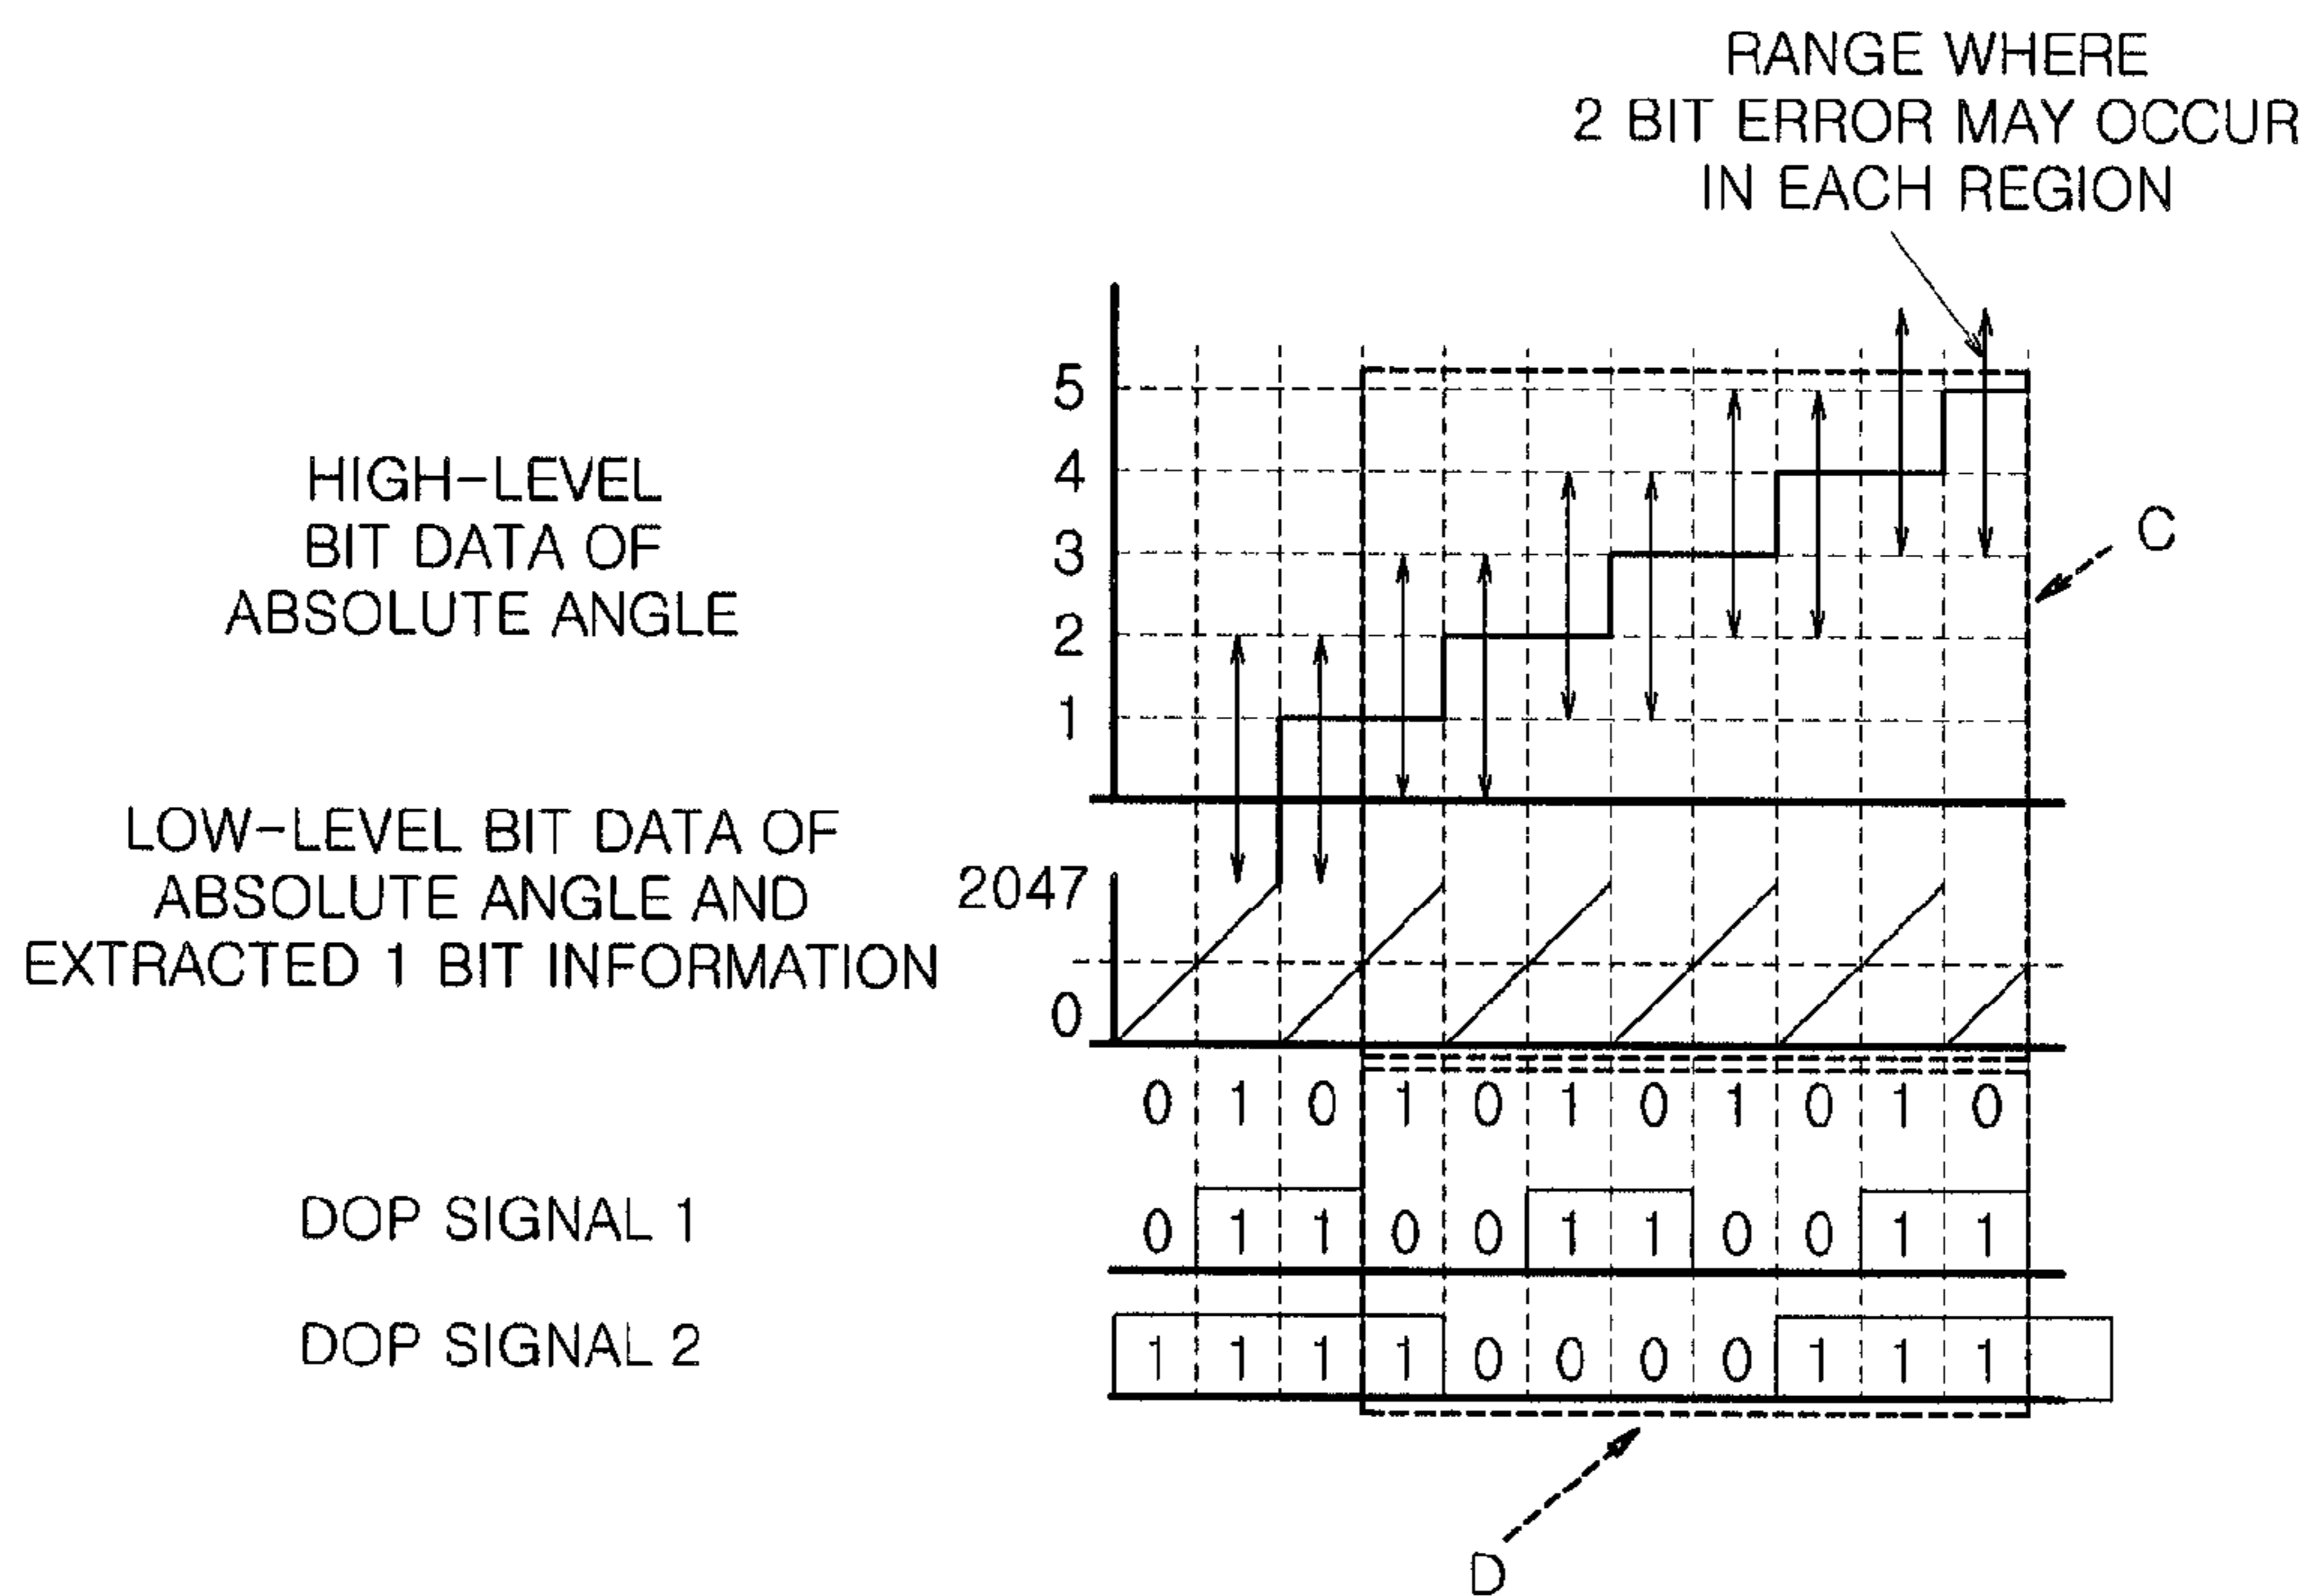 RANGE WHERE
2 BIT ERROR MAY OCCUR
IN EACH REGION
5
4
3
2
1
HIGH-LEVEL
BIT DATA OF
ABSOLUTE ANGLE
C
LOW-LEVEL BIT DATA OF
ABSOLUTE ANGLE AND
EXTRACTED 1 BIT INFORMATION
2047
0
0 1 0 1 0 1 0 1 0 1 0
DOP SIGNAL 1
0 1 1 0 0 1 1 0 0 1 1
DOP SIGNAL 2
1 1 1 1 0 0 0 0 1 1 1
D